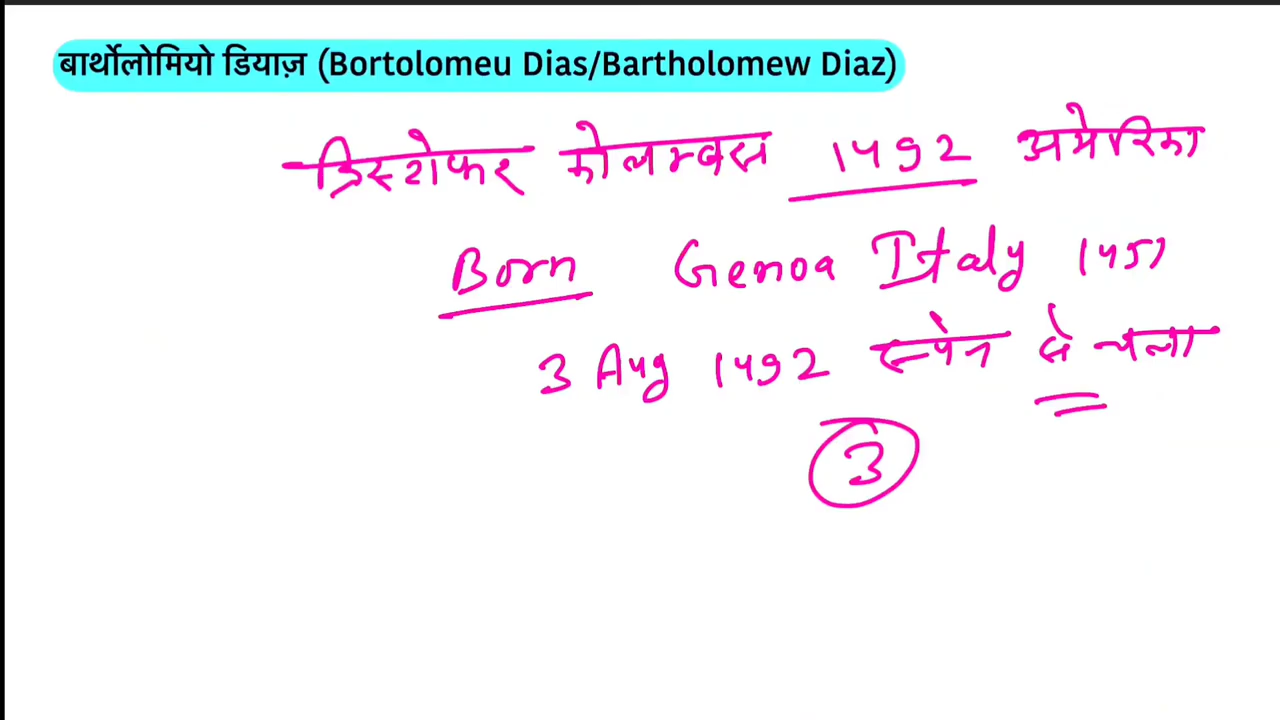 बार्थोलोमियो डियाज़ (Bortolomeu Dias/Bartholomew Diaz)
क्रिस्टोफर कोलम्बस 1492 अमेरिका
Born Genoa Italy 1451
3 Aug 1492 स्पेन से चला
3